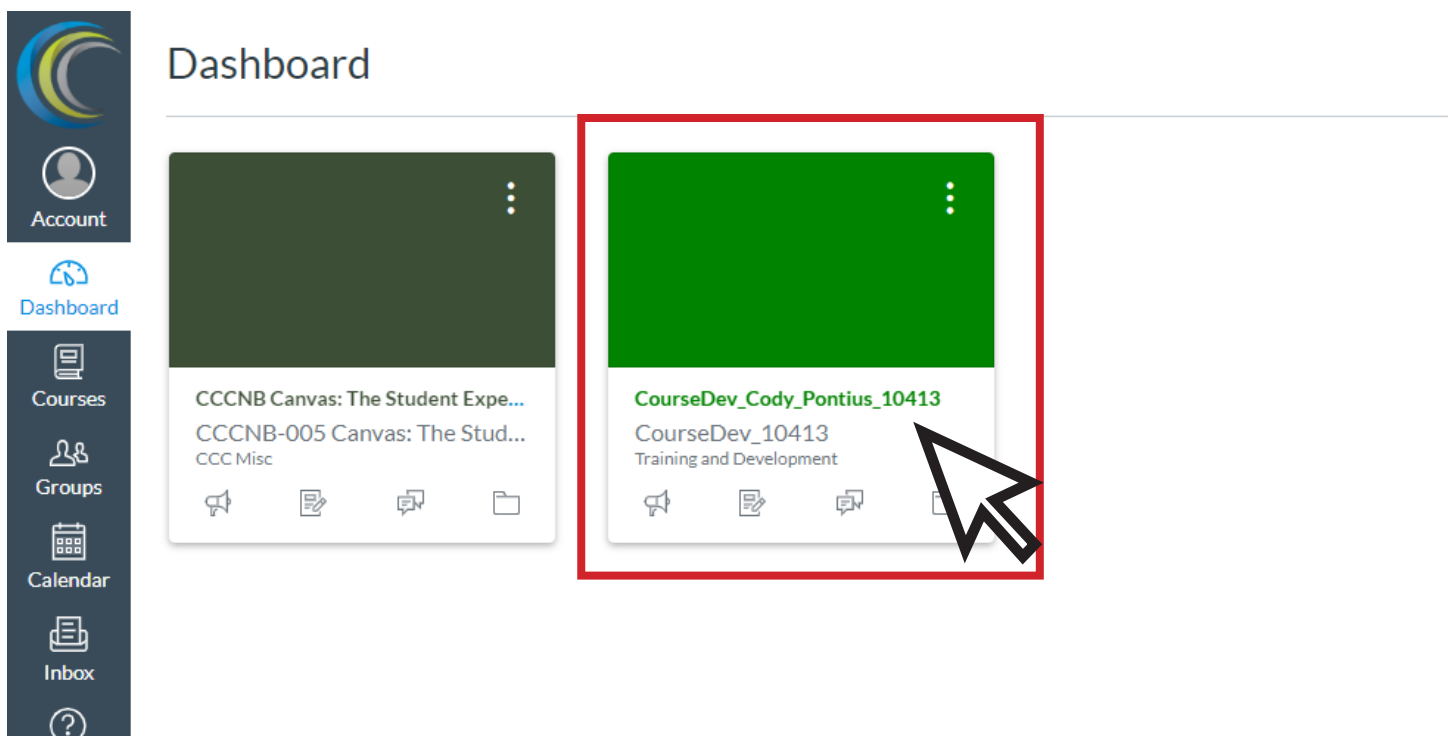 Dashboard
Account
Dashboard
Courses
Groups
Calendar
Inbox
CCCNB Canvas: The Student Expe...
CCCNB-005 Canvas: The Stud...
CCC Misc
CourseDev_Cody_Pontius_10413
CourseDev_10413
Training and Development